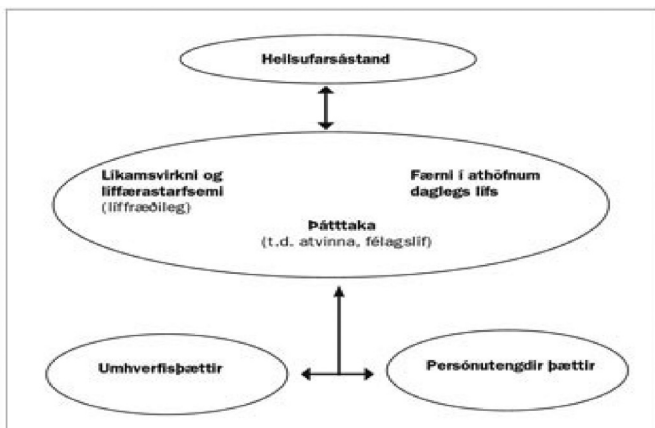 Heilsufarsástand
Líkamsvirkni og
líffærastarfsemi
(líffræðileg)
Færni í athöfnum
daglegs lífs
Þátttaka
(t.d. atvinna, félagslíf)
Umhverfisþættir
Persónutengdir þættir